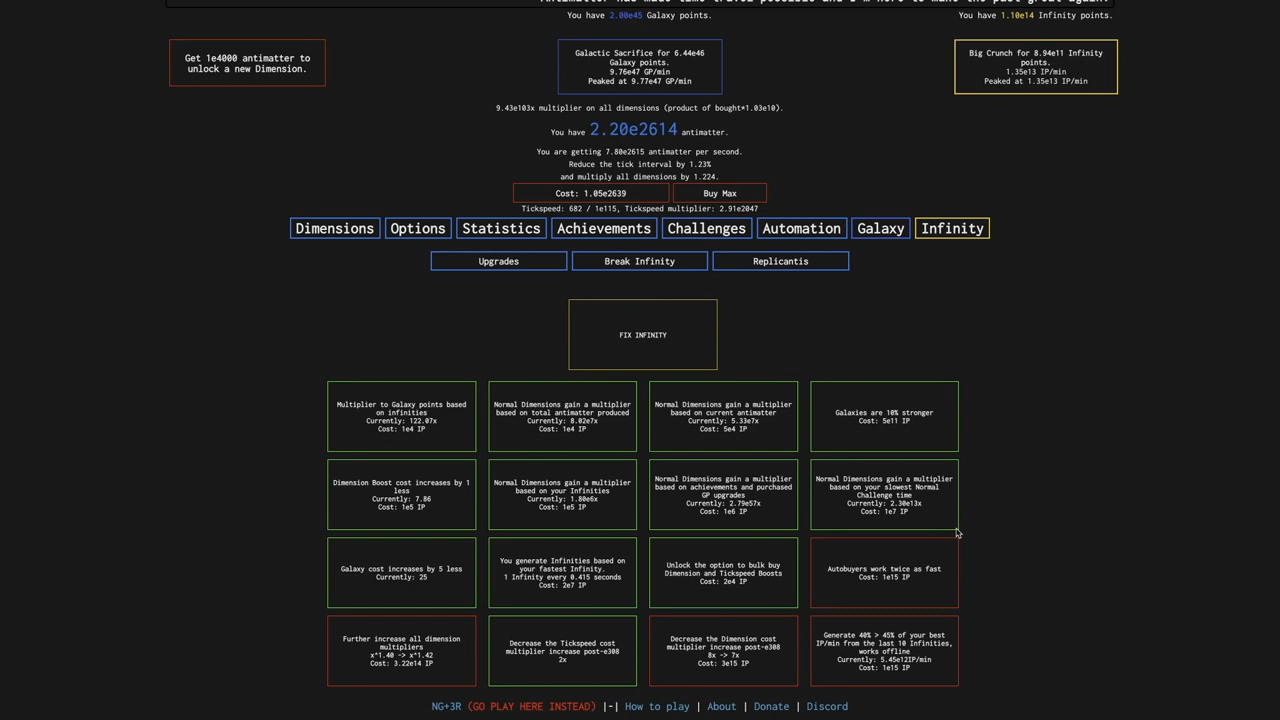 You have 2.00e45 Galaxy points.
You have 1.10e14 Infinity points.
Get 1e4000 antimatter to
unlock a new Dimension.
Galactic Sacrifice for 6.44e46
Galaxy points.
9.76e47 GP/min
Peaked at 9.77e47 GP/min
Big Crunch for 8.94e11 Infinity
points.
1.35e13 IP/min
Peaked at 1.35e13 IP/min
9.43e103x multiplier on all dimensions (product of bought*1.03e10).
You have 2.20e2614 antimatter.
You are getting 7.80e2615 antimatter per second.
Reduce the tick interval by 1.23%
and multiply all dimensions by 1.224.
Cost: 1.05e2639
Buy Max
Tickspeed: 682 / 1e115, Tickspeed multiplier: 2.91e2047
Dimensions
Options
Statistics
Achievements
Challenges
Automation
Galaxy
Infinity
Upgrades
Break Infinity
Replicantis
FIX INFINITY
Multiplier to Galaxy points based
on infinities
Currently: 122.07x
Cost: 1e4 IP
Normal Dimensions gain a multiplier
based on total antimatter produced
Currently: 8.02e7x
Cost: 1e4 IP
Normal Dimensions gain a multiplier
based on current antimatter
Currently: 5.33e7x
Cost: 5e4 IP
Galaxies are 10% stronger
Cost: 5e11 IP
Dimension Boost cost increases by 1
less
Currently: 7.86
Cost: 1e5 IP
Normal Dimensions gain a multiplier
based on your Infinities
Currently: 1.80e6x
Cost: 1e5 IP
Normal Dimensions gain a multiplier
based on achievements and purchased
GP upgrades
Currently: 2.79e57x
Cost: 1e6 IP
Normal Dimensions gain a multiplier
based on your slowest Normal
Challenge time
Currently: 2.30e13x
Cost: 1e7 IP
Galaxy cost increases by 5 less
Currently: 25
You generate Infinities based on
your fastest Infinity.
1 Infinity every 0.415 seconds
Cost: 2e7 IP
Unlock the option to bulk buy
Dimension and Tickspeed Boosts
Cost: 2e4 IP
Autobuyers work twice as fast
Cost: 1e15 IP
Further increase all dimension
multipliers
x*1.40 -> x*1.42
Cost: 3.22e14 IP
Decrease the Tickspeed cost
multiplier increase post-e308
2x
Decrease the Dimension cost
multiplier increase post-e308
8x -> 7x
Cost: 3e15 IP
Generate 40% > 45% of your best
IP/min from the last 10 Infinities,
works offline
Currently: 5.45e12IP/min
Cost: 1e15 IP
NG+3R (GO PLAY HERE INSTEAD) |-| How to play | About | Donate | Discord